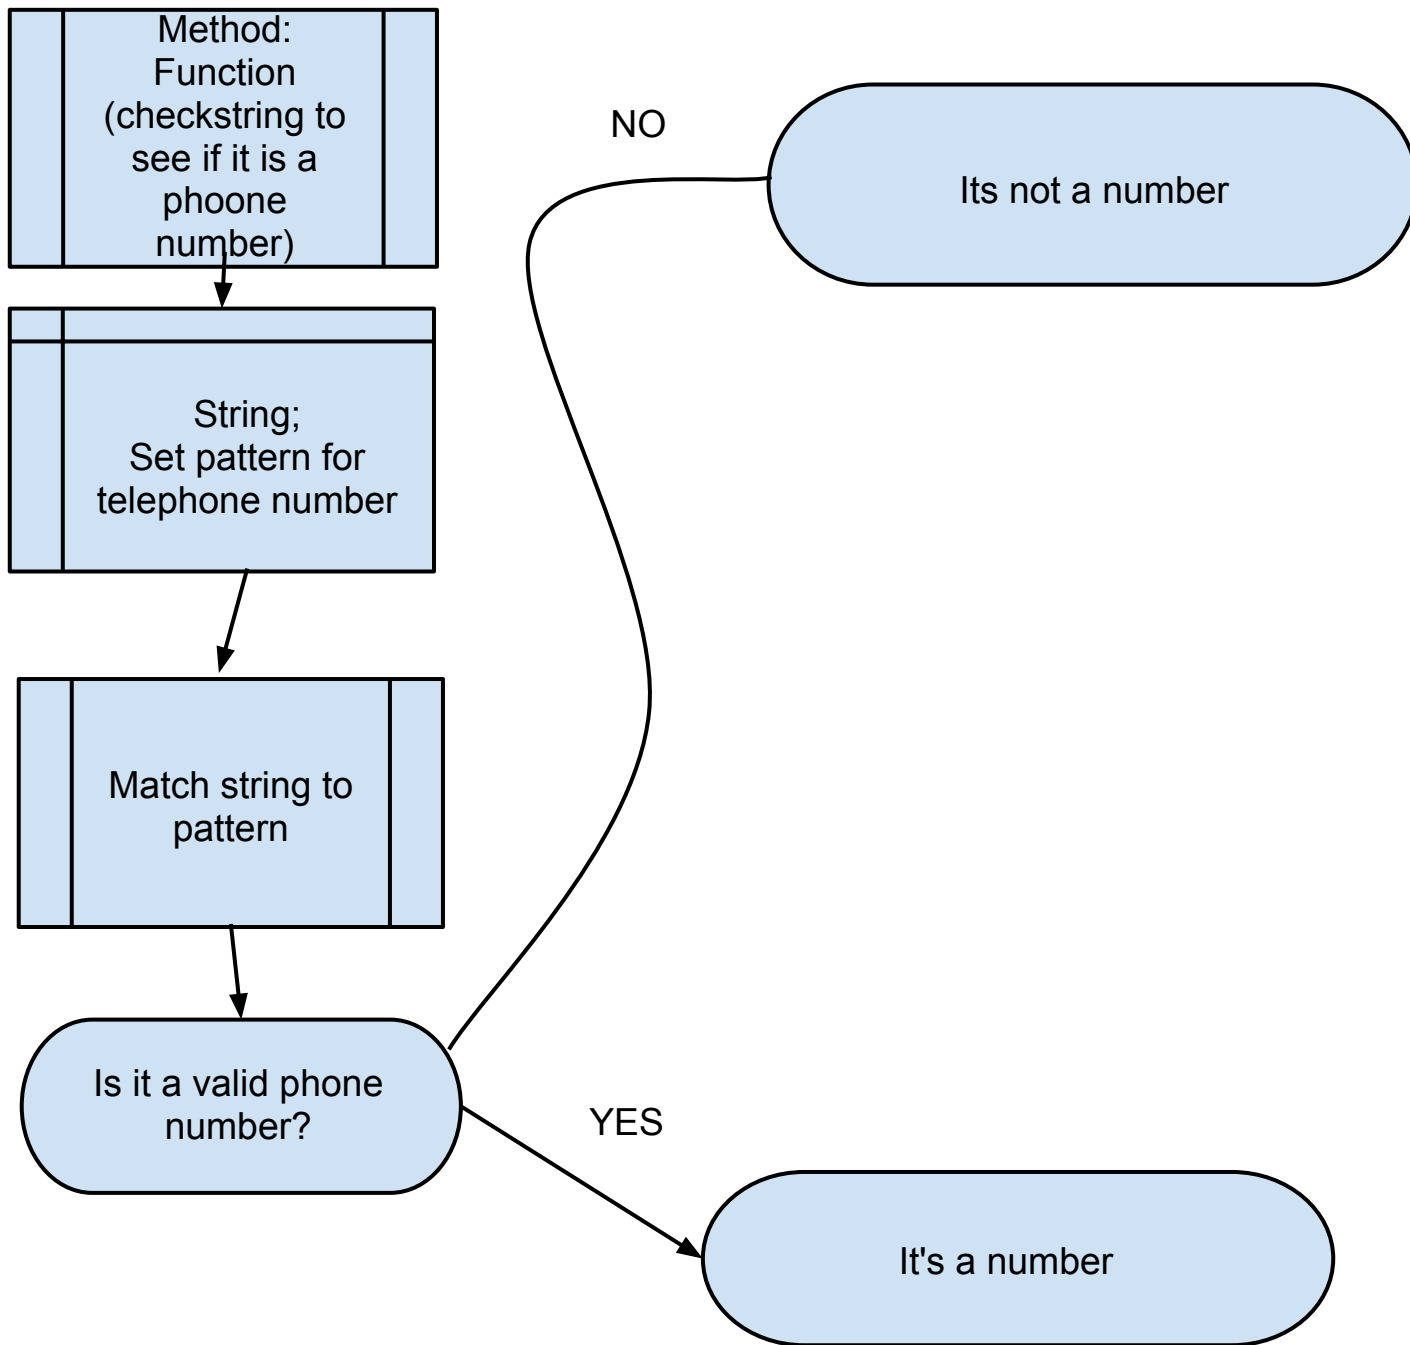 Method:
Function
(checkstring to
see if it is a
phoone
number)
NO
Its not a number
String;
Set pattern for
telephone number
Match string to
pattern
Is it a valid phone
number?
YES
It's a number